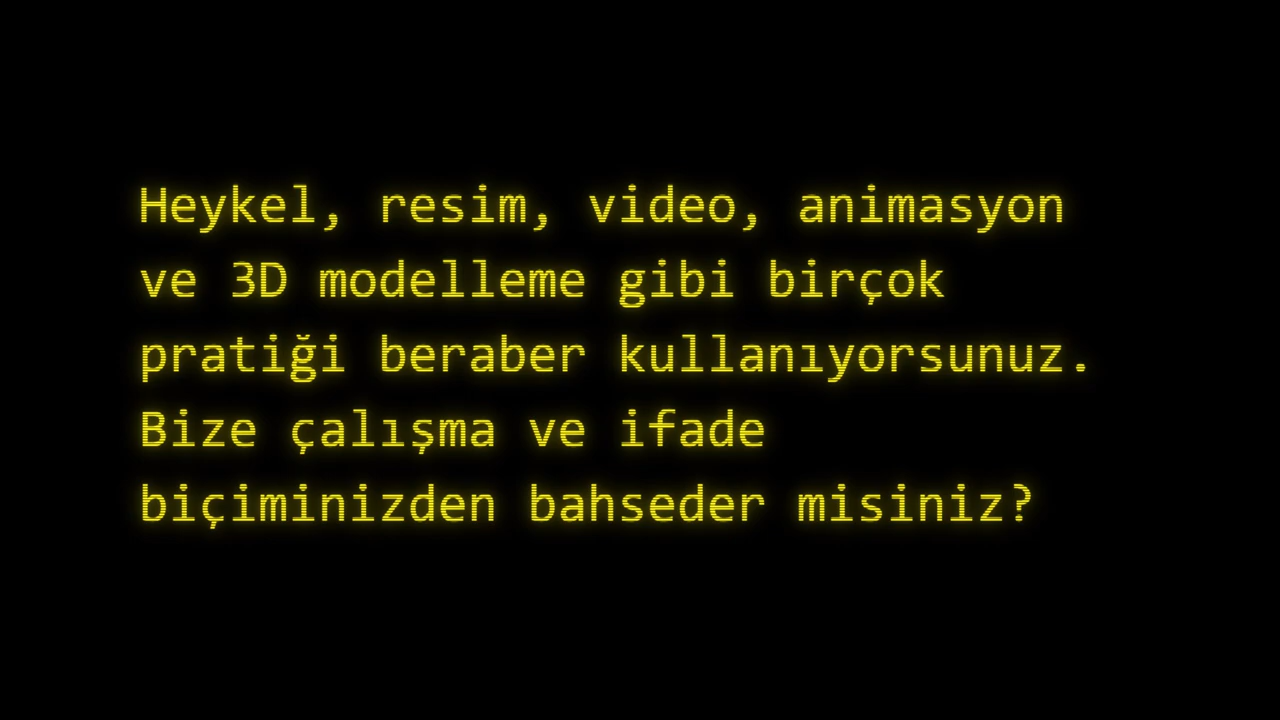 Heykel, resim, video, animasyon
ve 3D modelleme gibi birçok
pratiği beraber kullanıyorsunuz.
Bize çalışma ve ifade
biçiminizden bahseder misiniz?